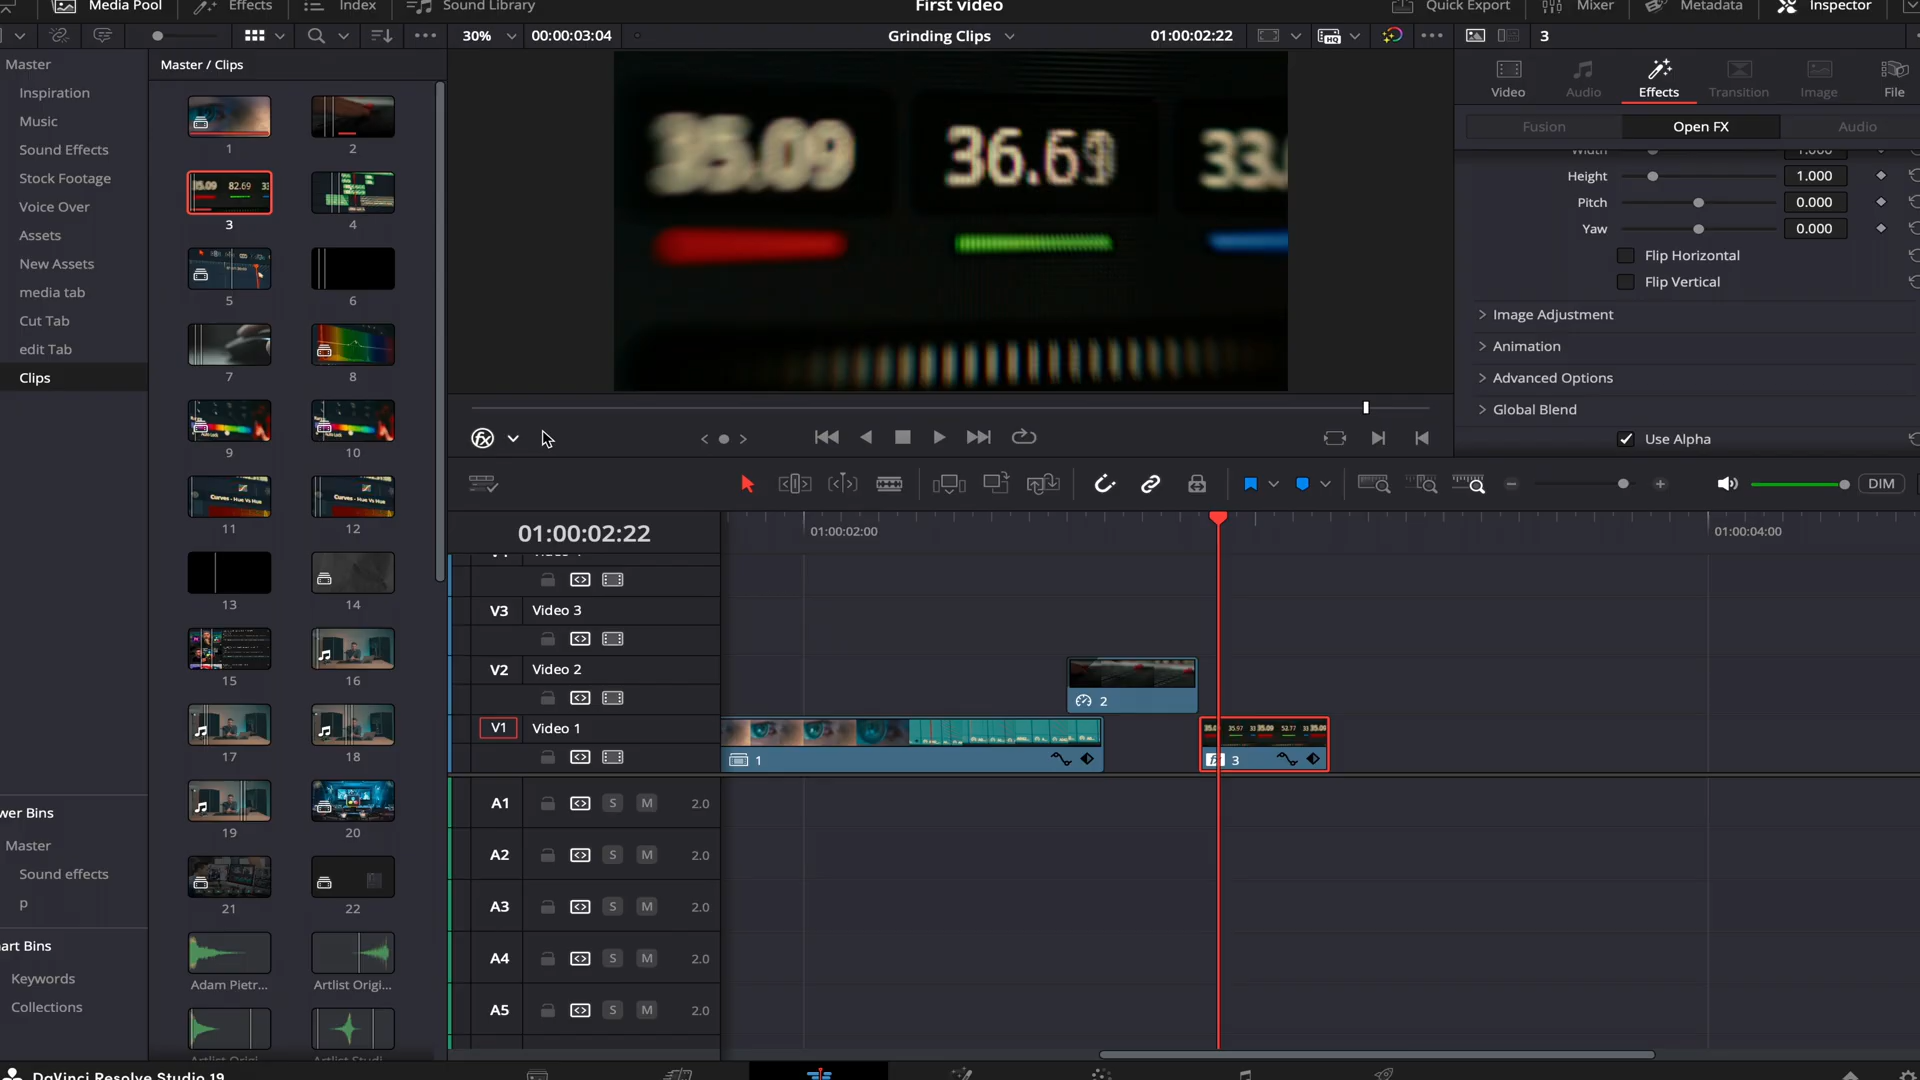 Media Pool
Effects
Index
Sound Library
First video
Quick Export
Mixer
Metadata
Inspector
30%
00:00:03:04
Grinding Clips
01:00:02:22
3
Master
Inspiration
Music
Sound Effects
Stock Footage
Voice Over
Assets
New Assets
media tab
Cut Tab
edit Tab
Clips
Master / Clips
1
2
3
4
5
6
7
8
9
10
11
12
13
14
15
16
17
18
19
20
21
22
Adam Pietr...
Artlist Origi...
Artlist Origi...
Artlist Studi...
wer Bins
Master
Sound effects
p
art Bins
Keywords
Collections
35.09
36.
33.
Video
Audio
Effects
Transition
Image
File
Fusion
Open FX
Audio
Width
1.000
Height
1.000
Pitch
0.000
Yaw
0.000
Flip Horizontal
Flip Vertical
Image Adjustment
Animation
Advanced Options
Global Blend
Use Alpha
DIM
01:00:02:22
01:00:02:00
01:00:04:00
V3
Video 3
V2
Video 2
V1
Video 1
2
1
3
A1
S
M
2.0
A2
S
M
2.0
A3
S
M
2.0
A4
S
M
2.0
A5
S
M
2.0
DaVinci Resolve Studio 19